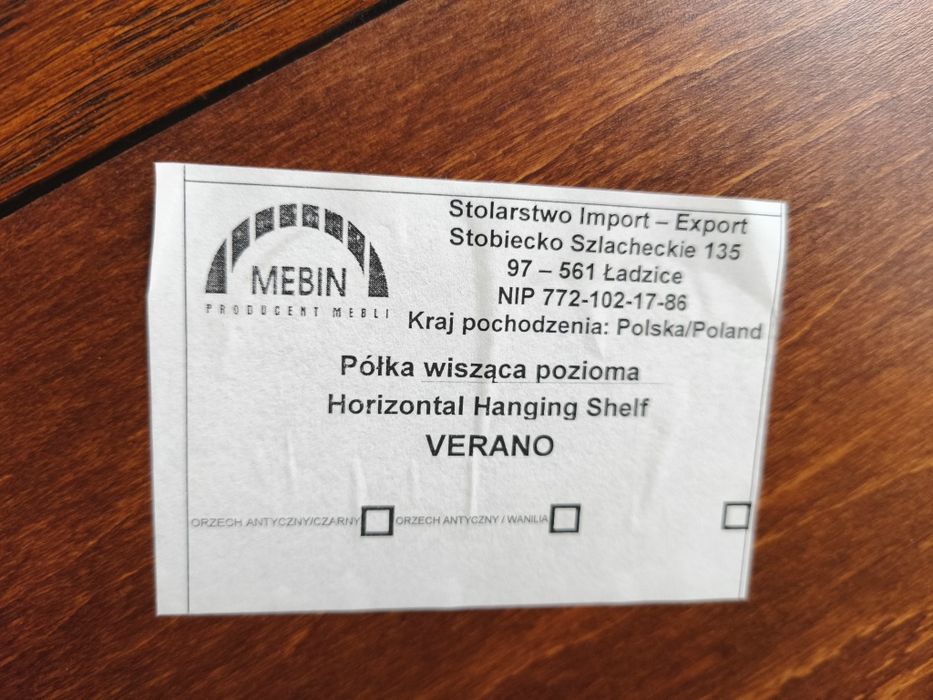 MEBIN
PRODUCENT MEBLI
Stolarstwo Import – Export
Stobiecko Szlacheckie 135
97 – 561 Ładzice
NIP 772-102-17-86
Kraj pochodzenia: Polska/Poland
Półka wisząca pozioma
Horizontal Hanging Shelf
VERANO
ORZECH ANTYCZNY/CZARNY ORZECH ANTYCZNY / WANILIA